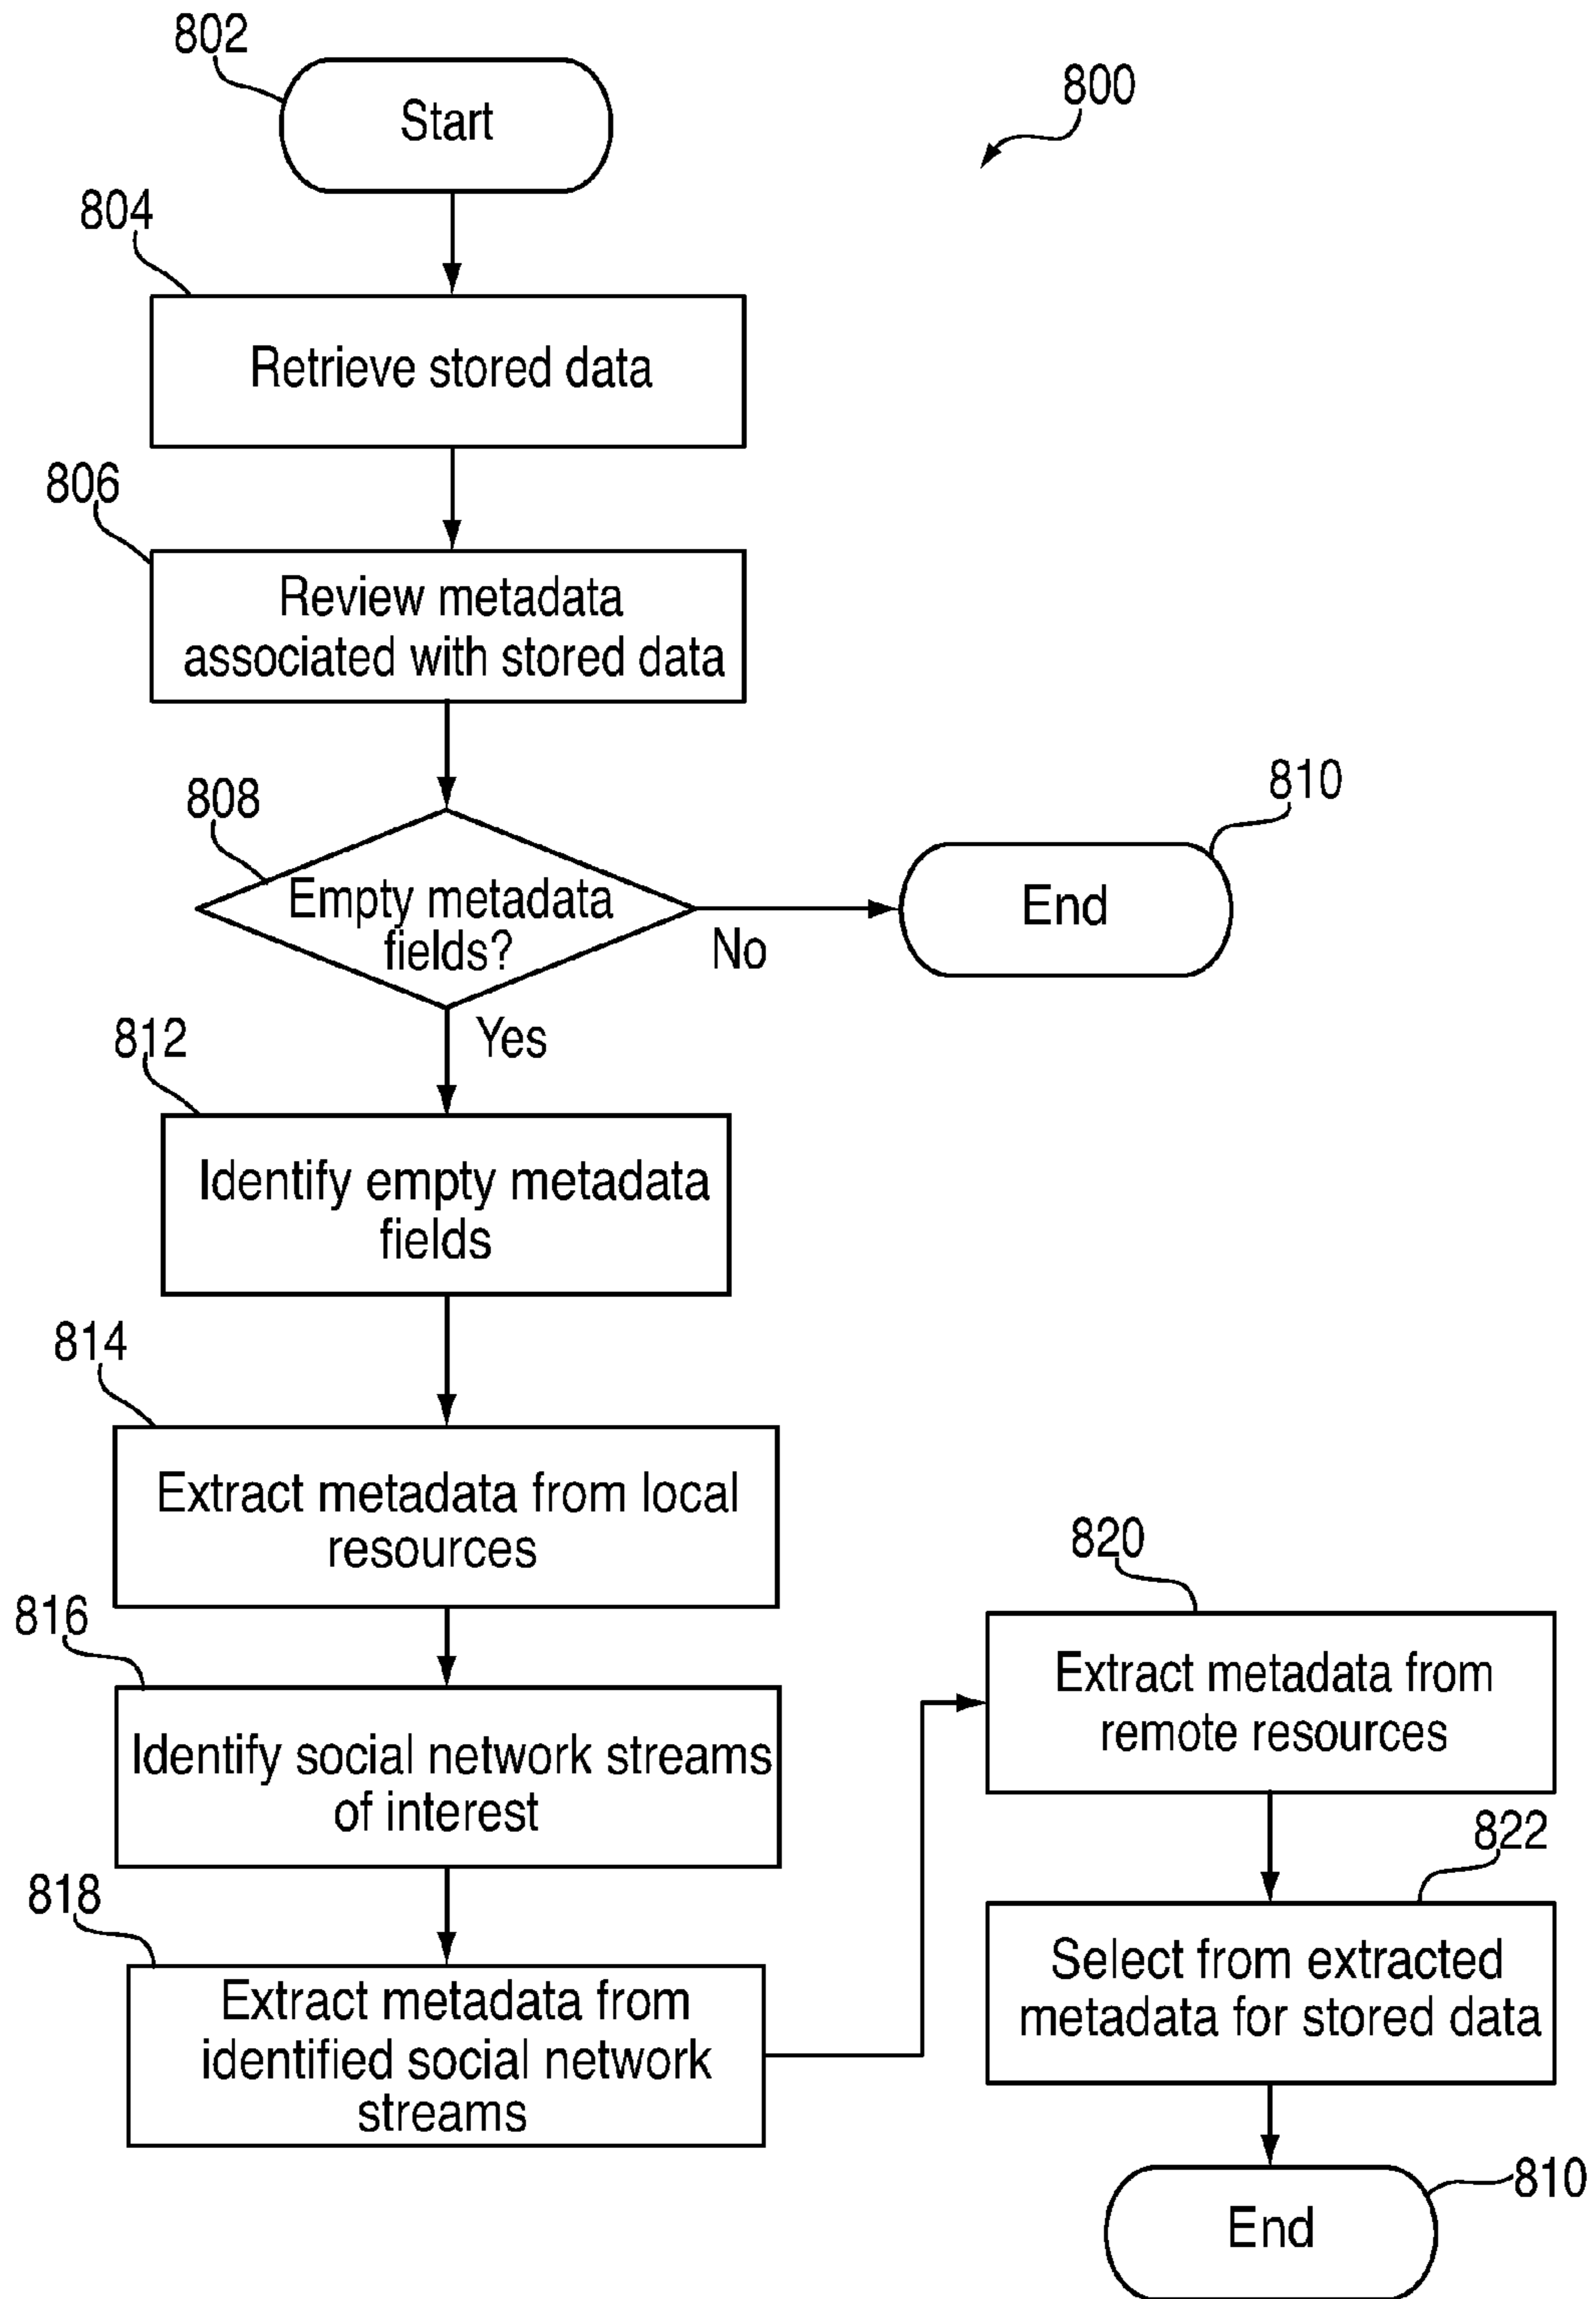 802
Start
800
804
Retrieve stored data
806
Review metadata
associated with stored data
808
Empty metadata
fields?
No
810
End
Yes
812
Identify empty metadata
fields
814
Extract metadata from local
resources
816
Identify social network streams
of interest
818
Extract metadata from
identified social network
streams
820
Extract metadata from
remote resources
822
Select from extracted
metadata for stored data
810
End